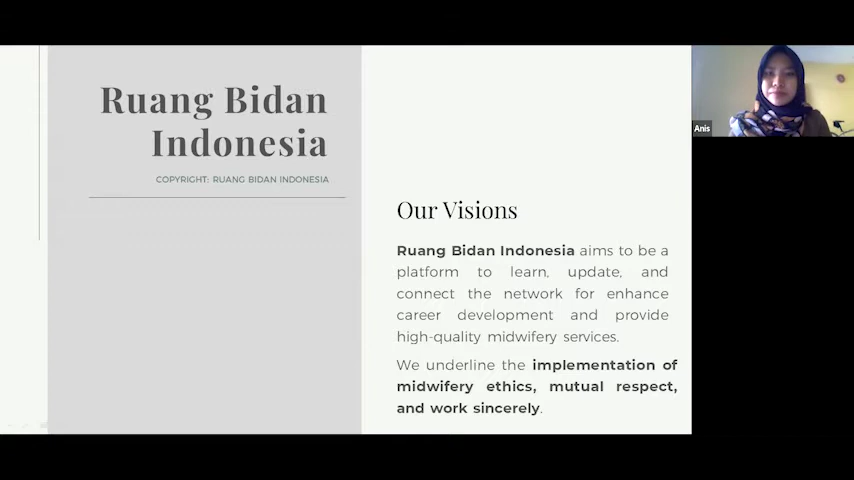 Ruang Bidan
Indonesia
COPYRIGHT: RUANG BIDAN INDONESIA
Our Visions
Ruang Bidan Indonesia aims to be a
platform to learn, update, and
connect the network for enhance
career development and provide
high-quality midwifery services.
We underline the implementation of
midwifery ethics, mutual respect,
and work sincerely.
Anis